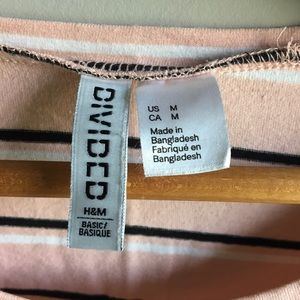 DIVIDED
H&M
BASIC/
BASIQUE
US M
CA M
Made in
Bangladesh
Fabriqué en
Bangladesh